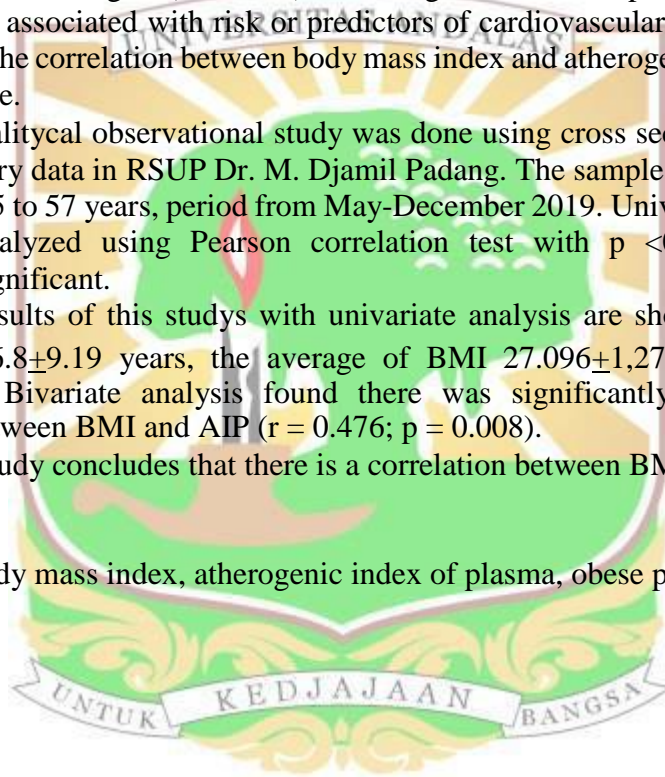 associated with risk or predictors of cardiovascular
UNIVERSITAS ANDALAS
he correlation between body mass index and atheroge
e.
litycal observational study was done using cross sec
ry data in RSUP Dr. M. Djamil Padang. The sample
5 to 57 years, period from May-December 2019. Univ
alyzed using Pearson correlation test with p <0
gnificant.
sults of this studys with univariate analysis are sho
5.8±9.19 years, the average of BMI 27.096±1,27
Bivariate analysis found there was significantly
ween BMI and AIP (r = 0.476; p = 0.008).
udy concludes that there is a correlation between BM
dy mass index, atherogenic index of plasma, obese p
UNTUK KEDJAJAAN BANGSA